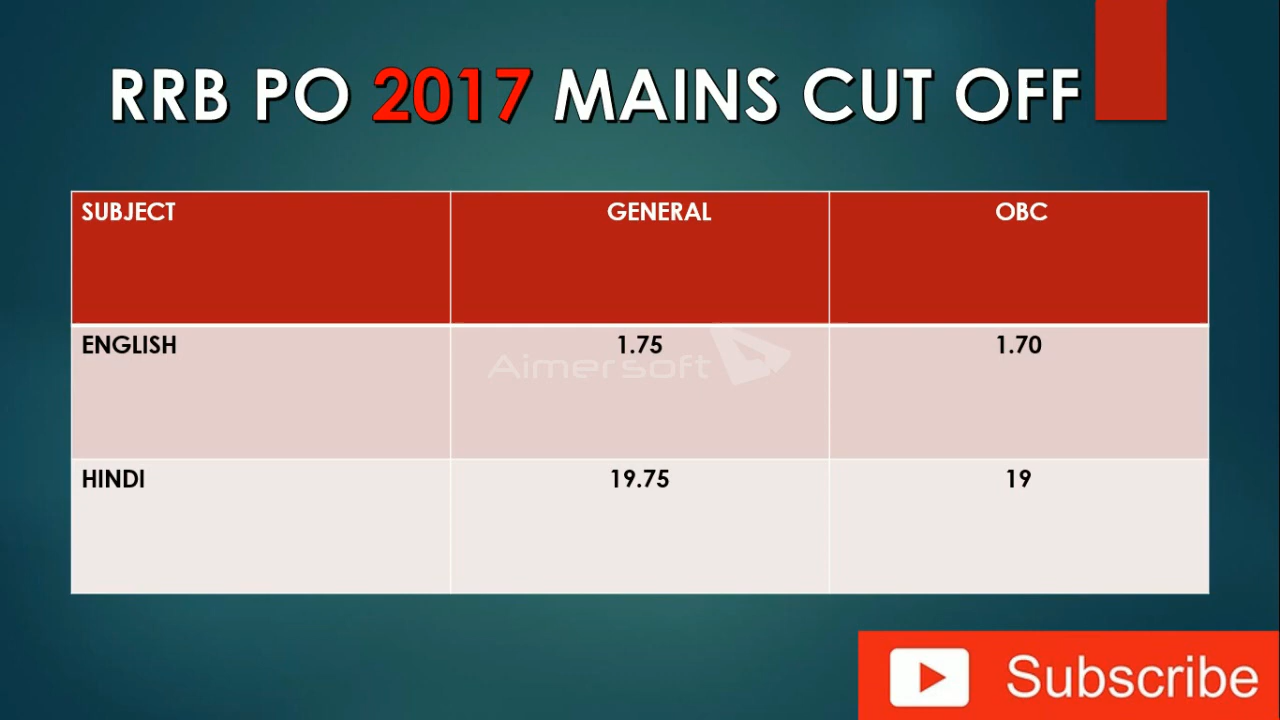 RRB PO 2017 MAINS CUT OFF
SUBJECT GENERAL OBC
ENGLISH 1.75 1.70
Aimersoft
HINDI 19.75 19
Subscribe